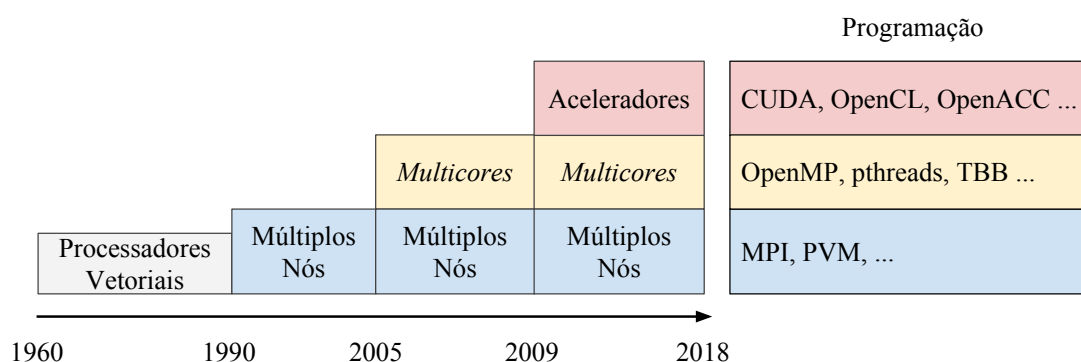 Programação
Aceleradores
CUDA, OpenCL, OpenACC ...
Multicores
Multicores
OpenMP, pthreads, TBB ...
Processadores
Vetoriais
Múltiplos
Nós
Múltiplos
Nós
Múltiplos
Nós
MPI, PVM, ...
1960
1990
2005
2009
2018